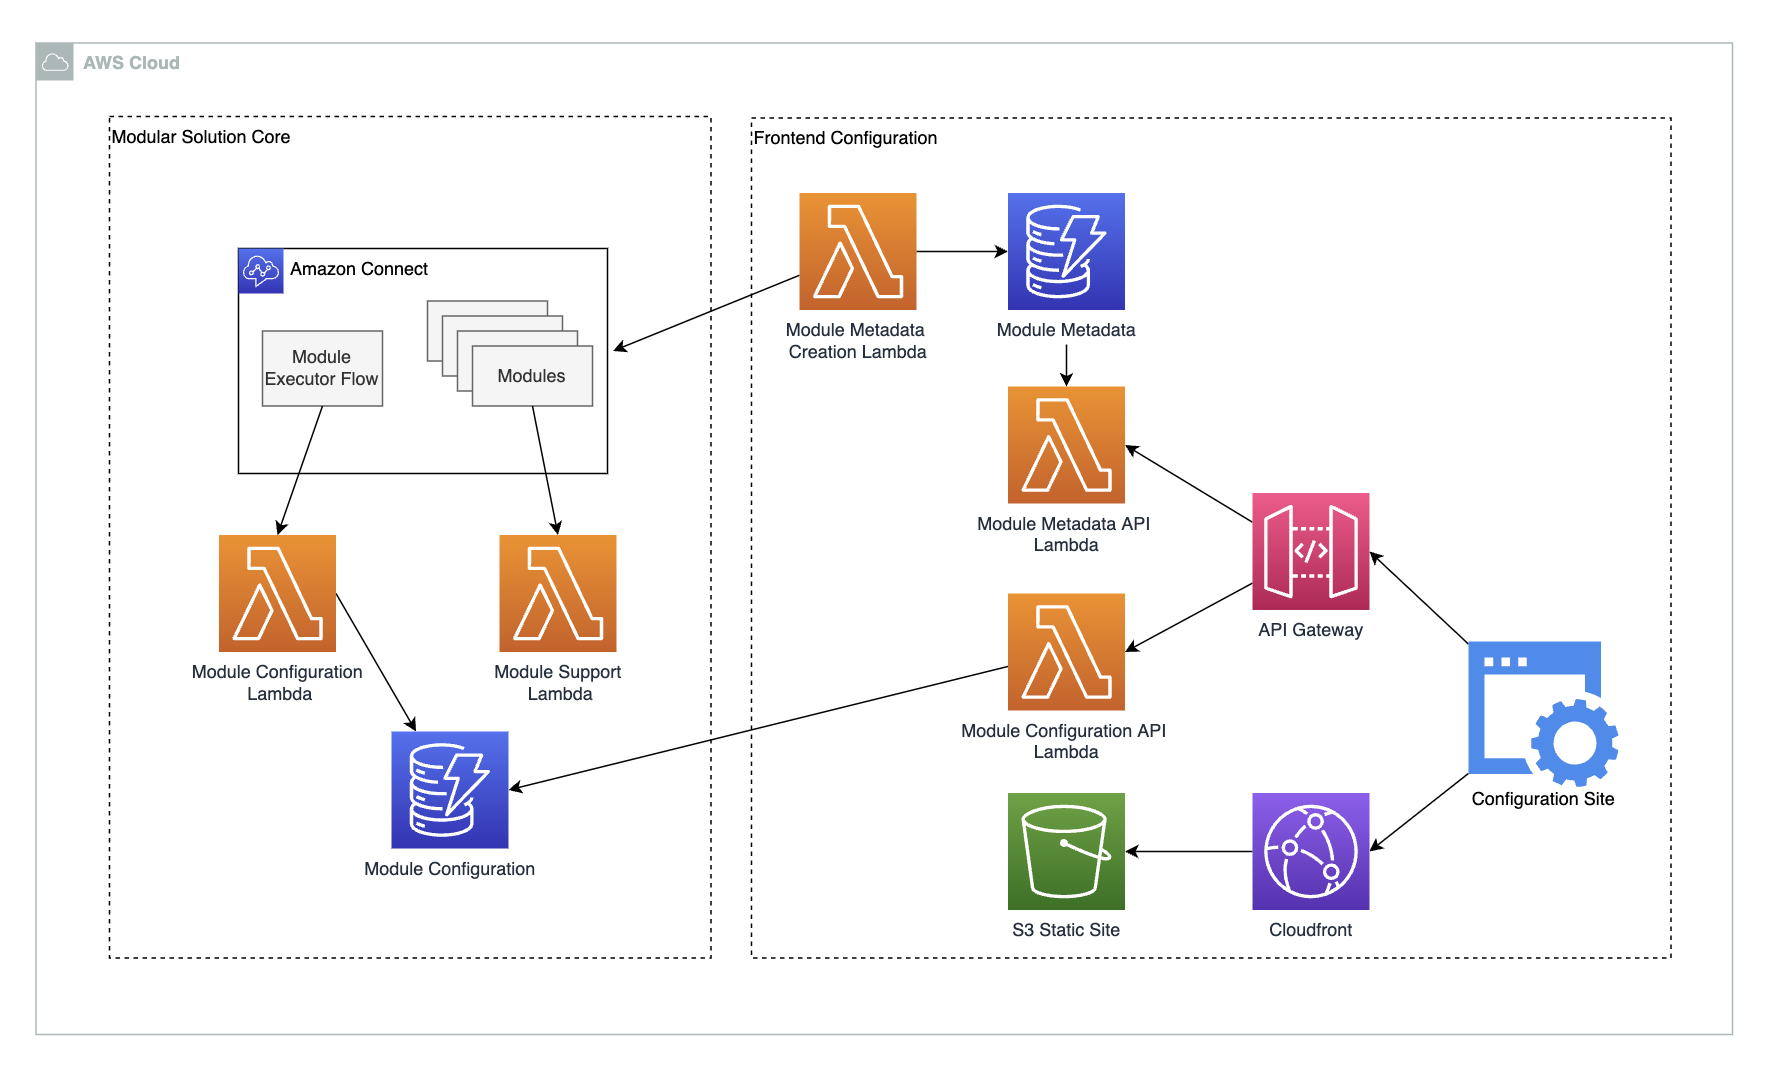 AWS Cloud
Modular Solution Core
Amazon Connect
Module
Executor Flow
Modules
Module Configuration
Lambda
Module Support
Lambda
Module Configuration
Frontend Configuration
Module Metadata
Creation Lambda
Module Metadata
Module Metadata API
Lambda
</>
API Gateway
Module Configuration API
Lambda
Configuration Site
S3 Static Site
Cloudfront